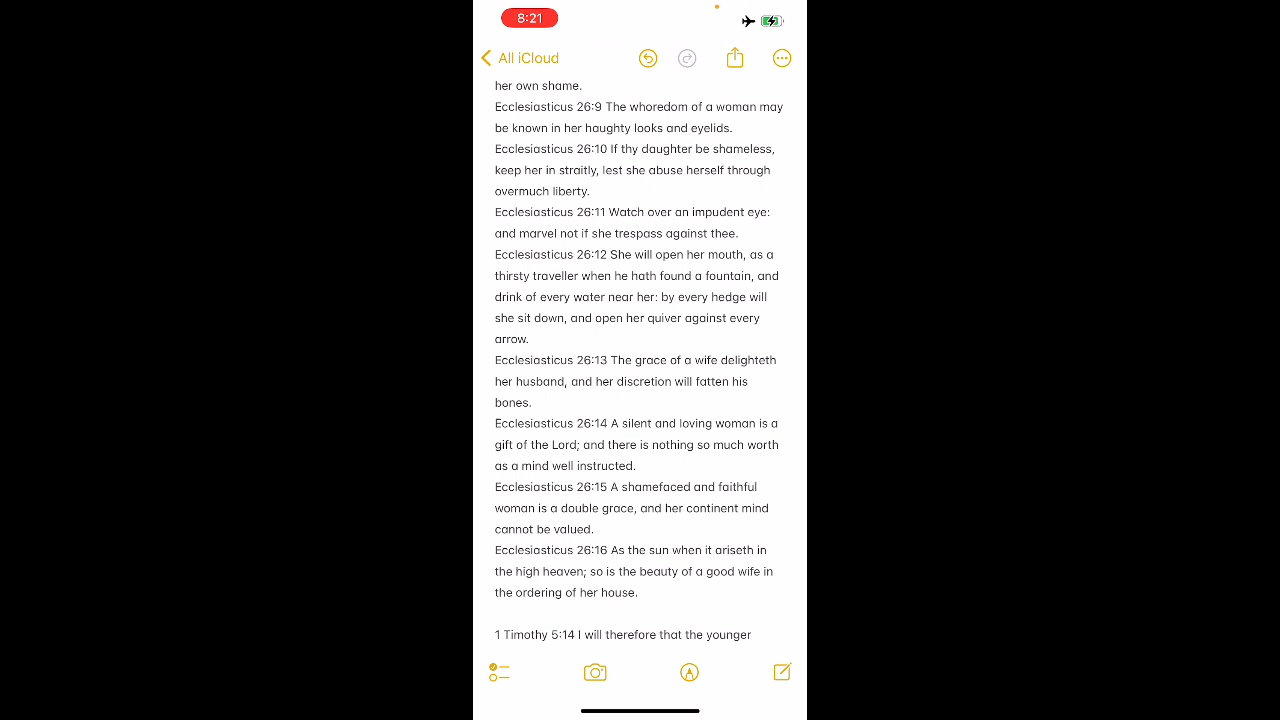 8:21
All iCloud
her own shame.
Ecclesiasticus 26:9 The whoredom of a woman may
be known in her haughty looks and eyelids.
Ecclesiasticus 26:10 If thy daughter be shameless,
keep her in straitly, lest she abuse herself through
overmuch liberty.
Ecclesiasticus 26:11 Watch over an impudent eye:
and marvel not if she trespass against thee.
Ecclesiasticus 26:12 She will open her mouth, as a
thirsty traveller when he hath found a fountain, and
drink of every water near her: by every hedge will
she sit down, and open her quiver against every
arrow.
Ecclesiasticus 26:13 The grace of a wife delighteth
her husband, and her discretion will fatten his
bones.
Ecclesiasticus 26:14 A silent and loving woman is a
gift of the Lord; and there is nothing so much worth
as a mind well instructed.
Ecclesiasticus 26:15 A shamefaced and faithful
woman is a double grace, and her continent mind
cannot be valued.
Ecclesiasticus 26:16 As the sun when it ariseth in
the high heaven; so is the beauty of a good wife in
the ordering of her house.
1 Timothy 5:14 I will therefore that the younger